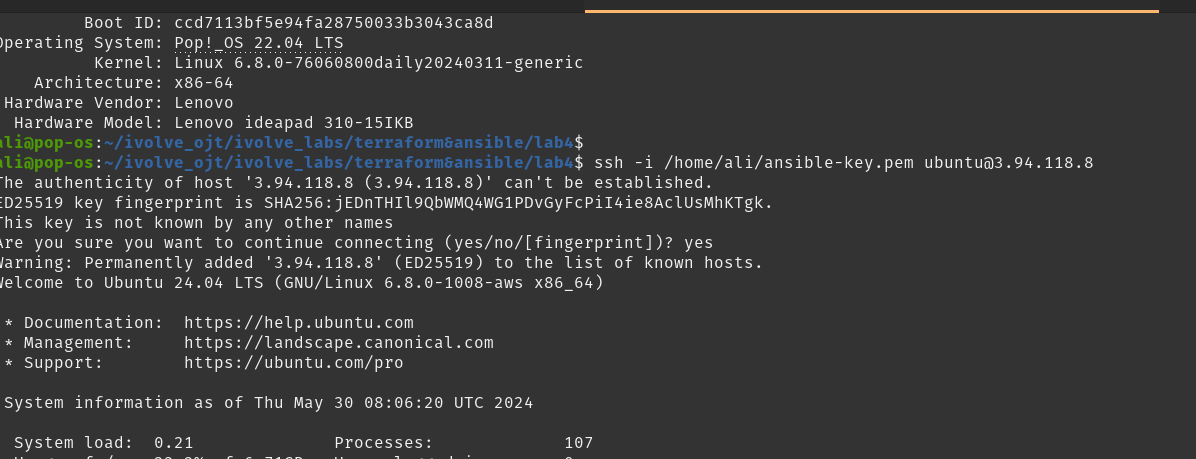 Boot ID: ccd7113bf5e94fa28750033b3043ca8d
Operating System: Pop!_OS 22.04 LTS
Kernel: Linux 6.8.0-76060800daily20240311-generic
Architecture: x86-64
Hardware Vendor: Lenovo
Hardware Model: Lenovo ideapad 310-15IKB
ali@pop-os:~/ivolve_ojt/ivolve_labs/terraform&ansible/lab4$
ali@pop-os:~/ivolve_ojt/ivolve_labs/terraform&ansible/lab4$ ssh -i /home/ali/ansible-key.pem ubuntu@3.94.118.8
The authenticity of host '3.94.118.8 (3.94.118.8)' can't be established.
ED25519 key fingerprint is SHA256:jEDnTHIl9QbWMQ4WG1PDvGyFcPiI4ie8AclUsMhKTgk.
This key is not known by any other names
Are you sure you want to continue connecting (yes/no/[fingerprint])? yes
Warning: Permanently added '3.94.118.8' (ED25519) to the list of known hosts.
Welcome to Ubuntu 24.04 LTS (GNU/Linux 6.8.0-1008-aws x86_64)
* Documentation: https://help.ubuntu.com
* Management: https://landscape.canonical.com
* Support: https://ubuntu.com/pro
System information as of Thu May 30 08:06:20 UTC 2024
System load: 0.21 Processes: 107